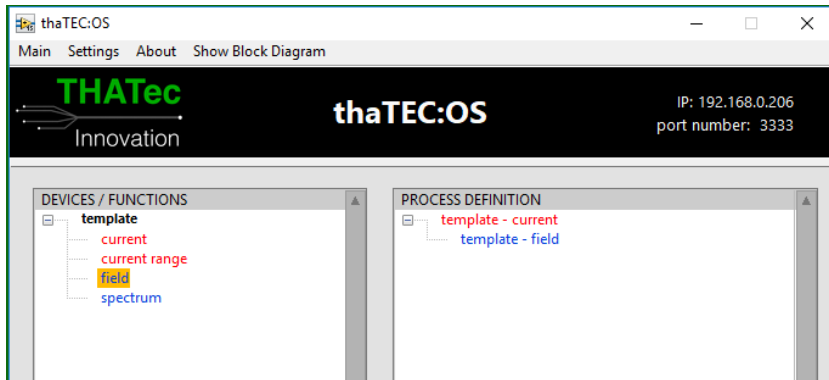 thaTEC:OS
Main Settings About Show Block Diagram
THATec
Innovation
thaTEC:OS
IP: 192.168.0.206
port number: 3333
DEVICES / FUNCTIONS
template
current
current range
field
spectrum
PROCESS DEFINITION
template - current
template - field